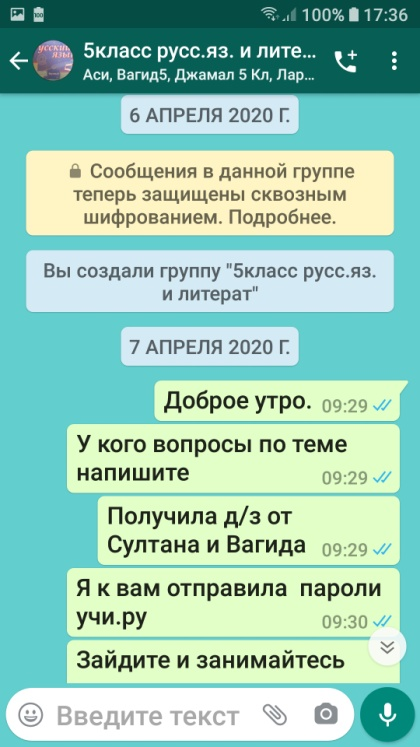 100
100% 17:36
5класс русс.яз. и лите...
Аси, Вагид5, Джамал 5 Кл, Лар...
6 АПРЕЛЯ 2020 Г.
Сообщения в данной группе
теперь защищены сквозным
шифрованием. Подробнее.
Вы создали группу "5класс русс.яз.
и литерат"
7 АПРЕЛЯ 2020 Г.
Доброе утро. 09:29
У кого вопросы по теме
напишите 09:29
Получила д/з от
Султана и Вагида 09:29
Я к вам отправила пароли
учи.ру 09:30
Зайдите и занимайтесь
Введите текст